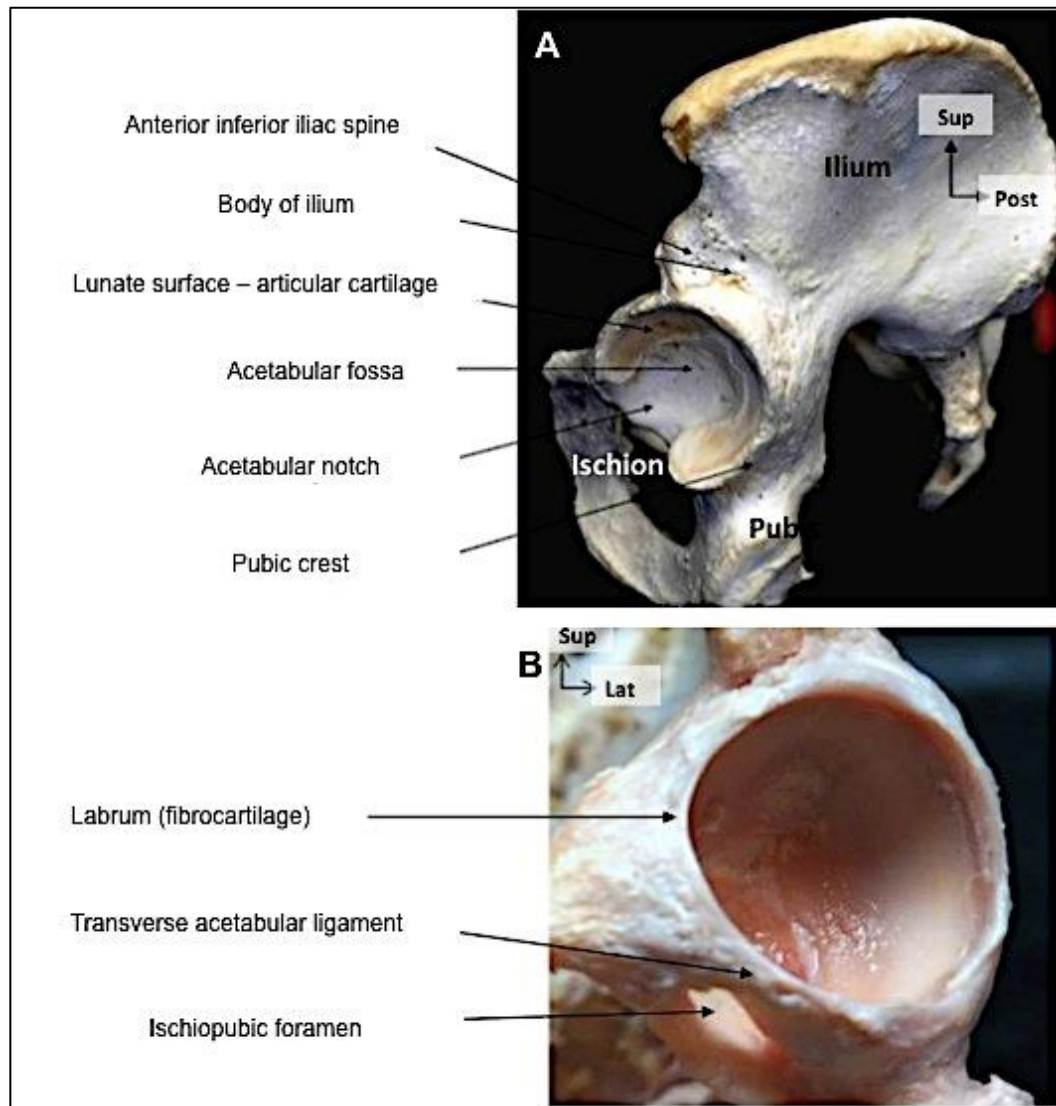 A
Anterior inferior iliac spine
Sup
Ilium
Body of ilium
Post
Lunate surface – articular cartilage
Acetabular fossa
Acetabular notch
Ischion
Pubis
Pubic crest
Sup
B
Lat
Labrum (fibrocartilage)
Transverse acetabular ligament
Ischiopubic foramen